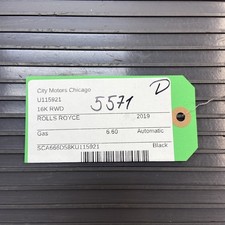 City Motors Chicago
U115921
16K RWD
5571
D
ROLLS ROYCE 2019
Gas 6.60 Automatic
SCA666D58KU115921 Black